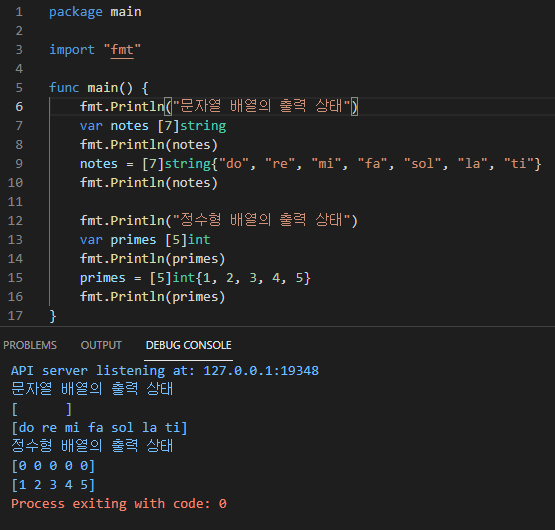 1 package main
2
3 import "fmt"
4
5 func main() {
6 fmt.Println("문자열 배열의 출력 상태")
7 var notes [7]string
8 fmt.Println(notes)
9 notes = [7]string{"do", "re", "mi", "fa", "sol", "la", "ti"}
10 fmt.Println(notes)
11
12 fmt.Println("정수형 배열의 출력 상태")
13 var primes [5]int
14 fmt.Println(primes)
15 primes = [5]int{1, 2, 3, 4, 5}
16 fmt.Println(primes)
17 }
PROBLEMS OUTPUT DEBUG CONSOLE
API server listening at: 127.0.0.1:19348
문자열 배열의 출력 상태
[      ]
[do re mi fa sol la ti]
정수형 배열의 출력 상태
[0 0 0 0 0]
[1 2 3 4 5]
Process exiting with code: 0